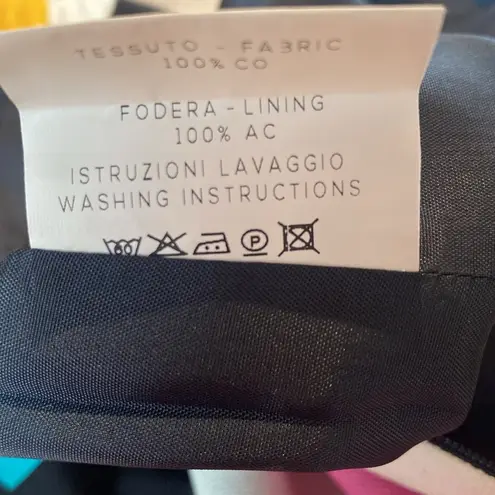 TESSUTO - FABRIC
100% CO
FODERA - LINING
100% AC
ISTRUZIONI LAVAGGIO
WASHING INSTRUCTIONS
P